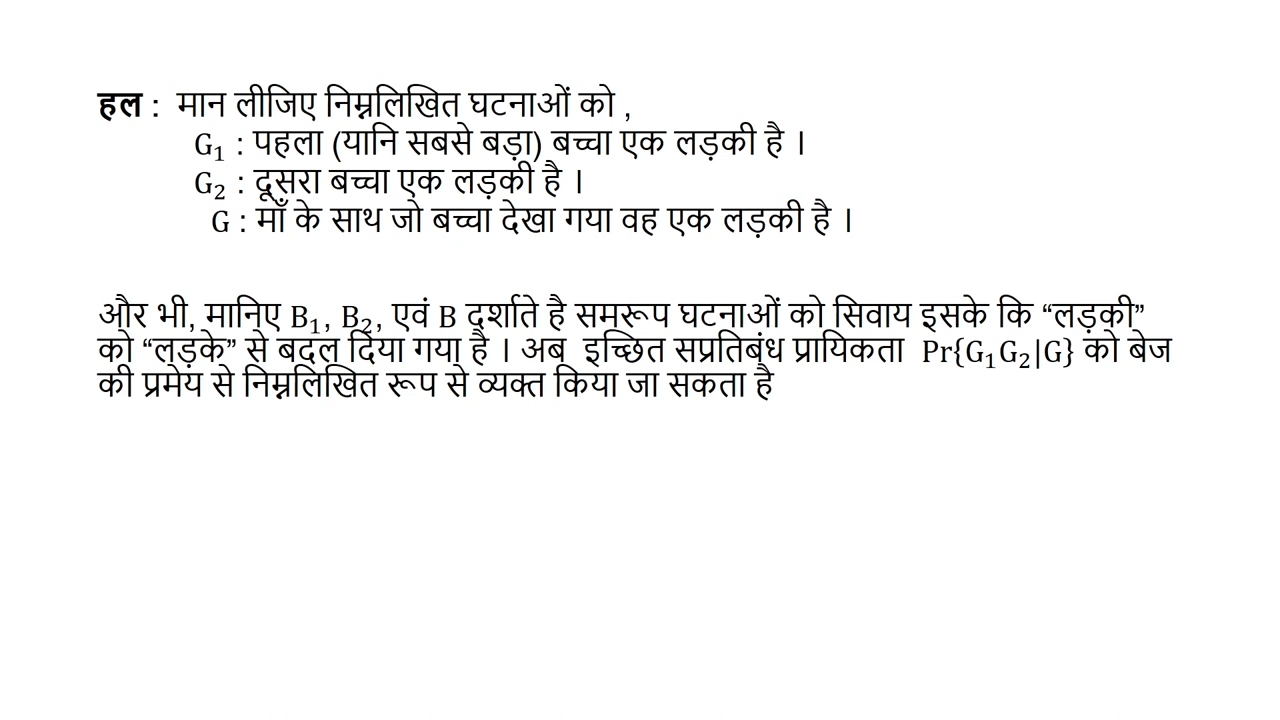 हल : मान लीजिए निम्नलिखित घटनाओं को ,
G₁ : पहला (यानि सबसे बड़ा) बच्चा एक लड़की है ।
G₂ : दूसरा बच्चा एक लड़की है ।
G : माँ के साथ जो बच्चा देखा गया वह एक लड़की है ।
और भी, मानिए B₁, B₂, एवं B दर्शाते है समरूप घटनाओं को सिवाय इसके कि “लड़की”
को “लड़के” से बदल दिया गया है । अब इच्छित सप्रतिबंध प्रायिकता Pr{G₁G₂|G} को बेज
की प्रमेय से निम्नलिखित रूप से व्यक्त किया जा सकता है